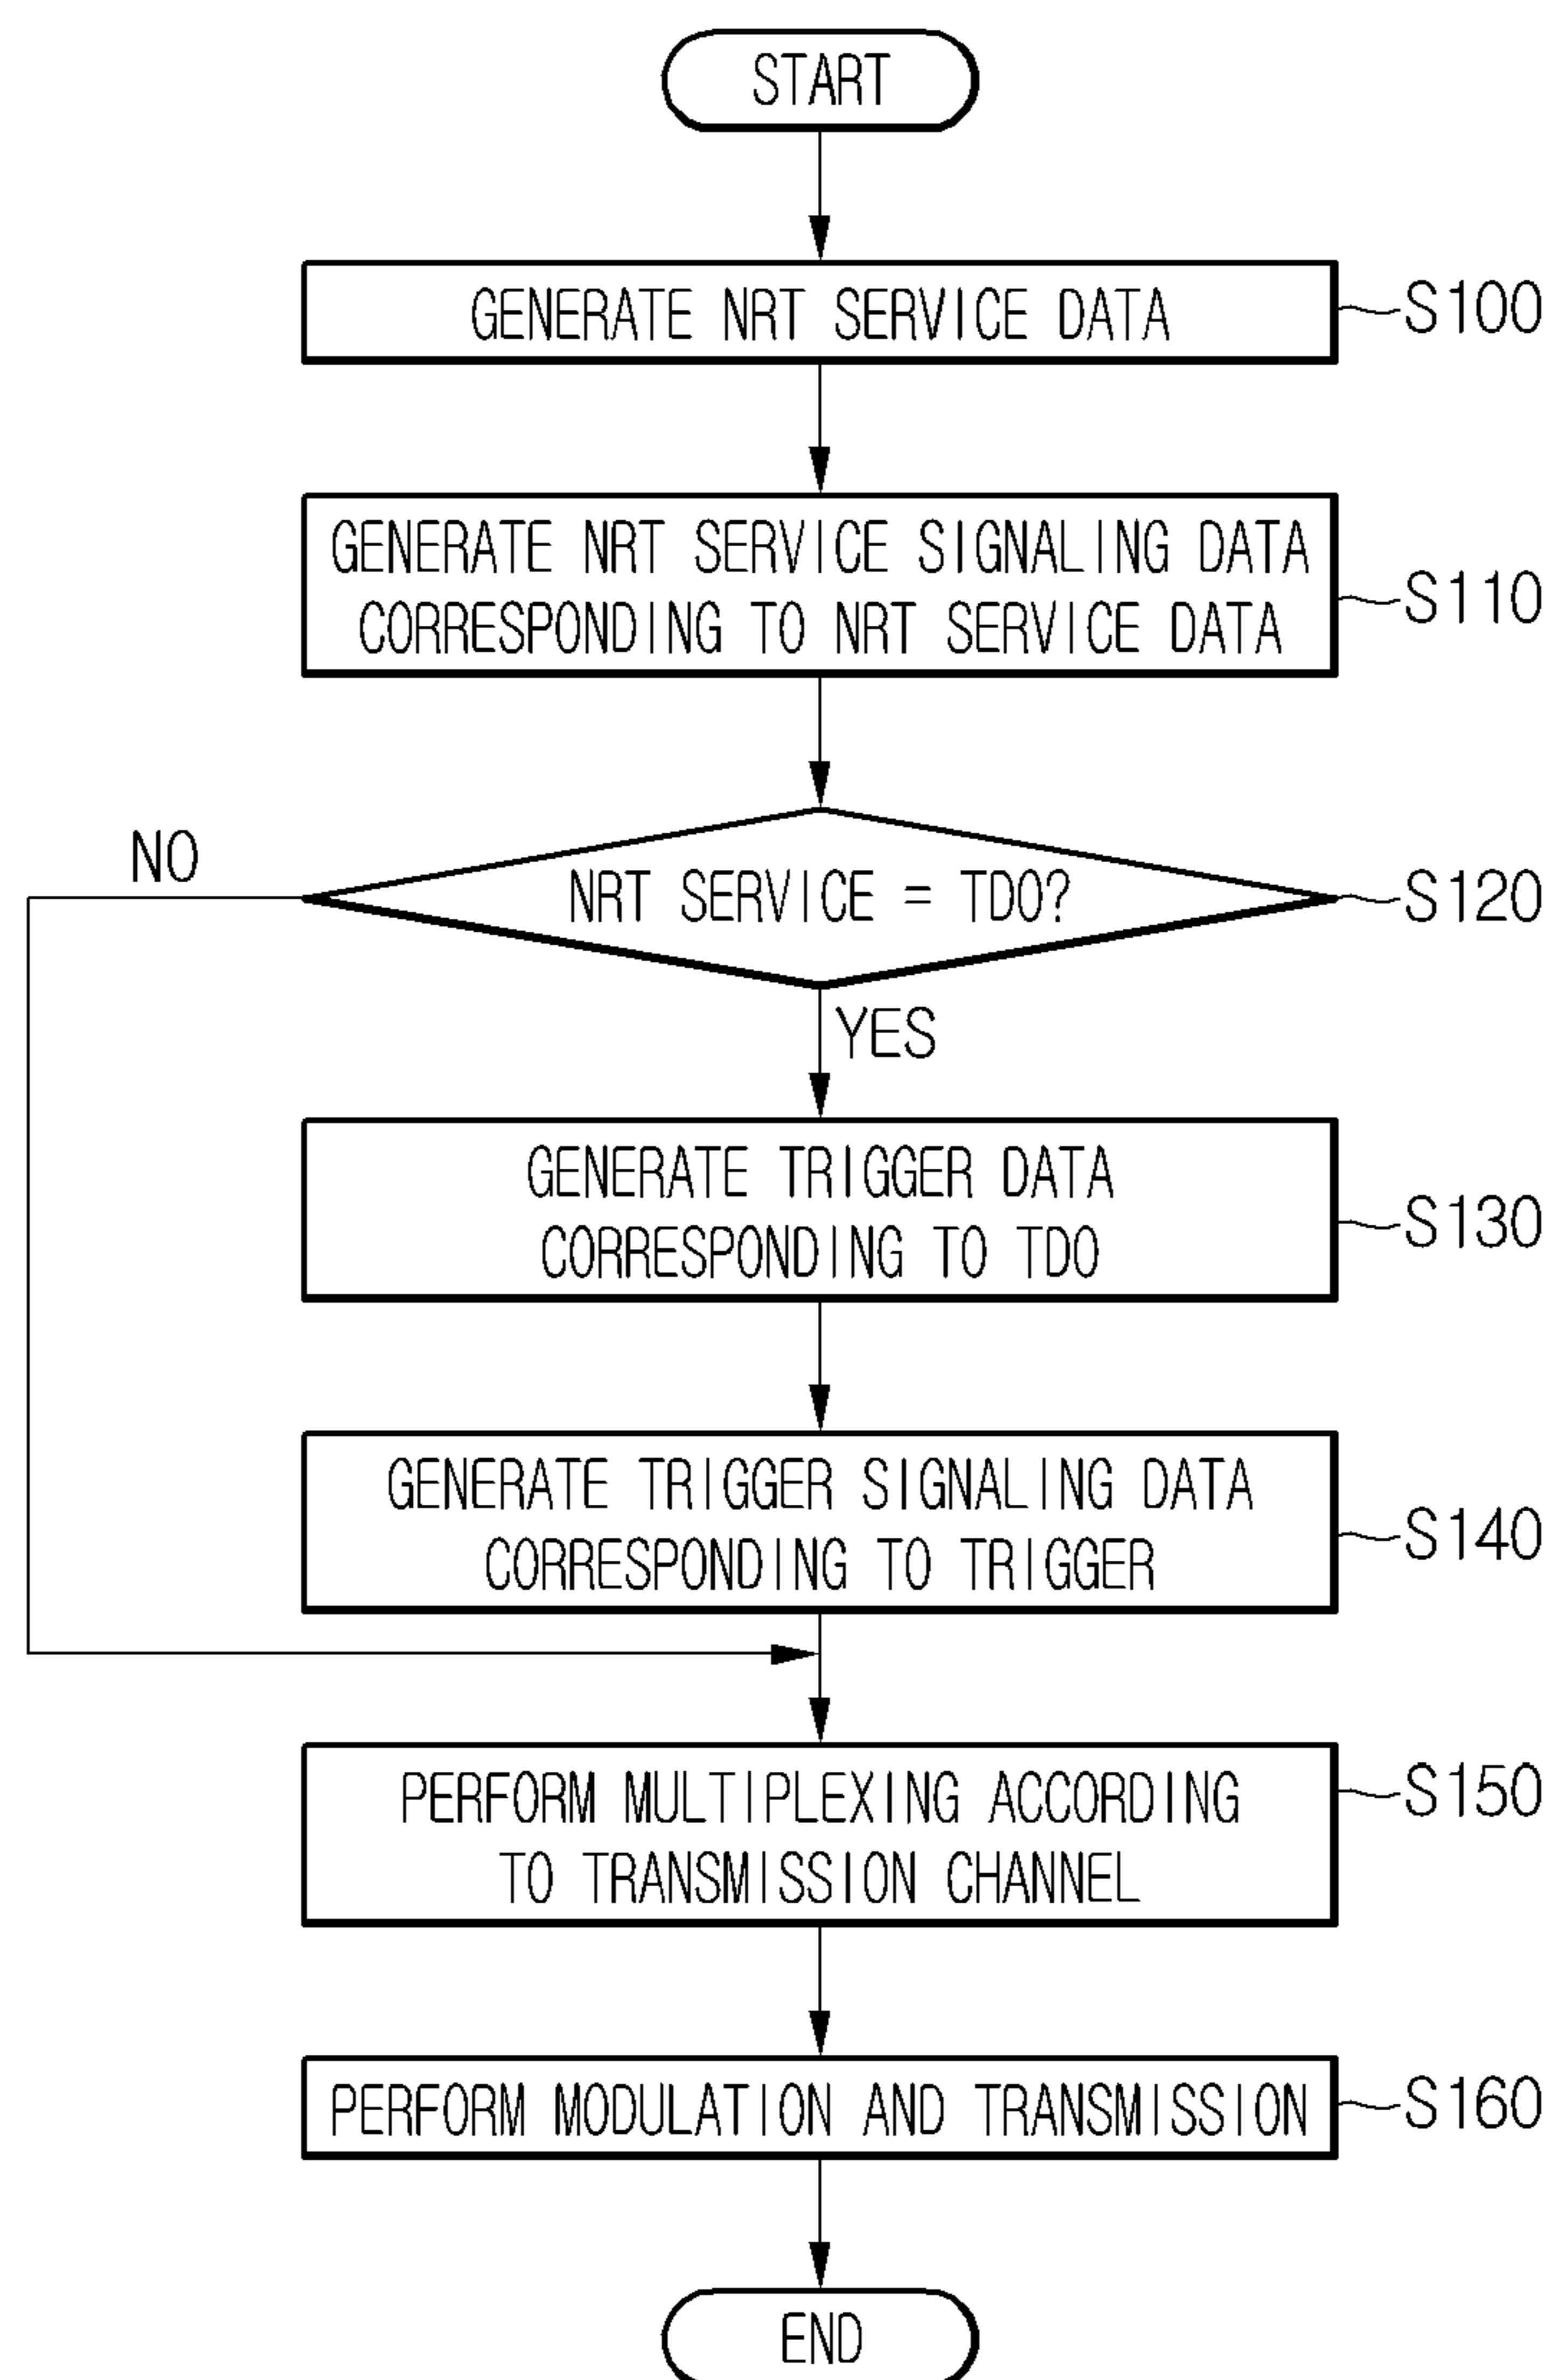 START
GENERATE NRT SERVICE DATA
S100
GENERATE NRT SERVICE SIGNALING DATA
CORRESPONDING TO NRT SERVICE DATA
S110
NO
NRT SERVICE = TDO?
S120
YES
GENERATE TRIGGER DATA
CORRESPONDING TO TDO
S130
GENERATE TRIGGER SIGNALING DATA
CORRESPONDING TO TRIGGER
S140
PERFORM MULTIPLEXING ACCORDING
TO TRANSMISSION CHANNEL
S150
PERFORM MODULATION AND TRANSMISSION
S160
END